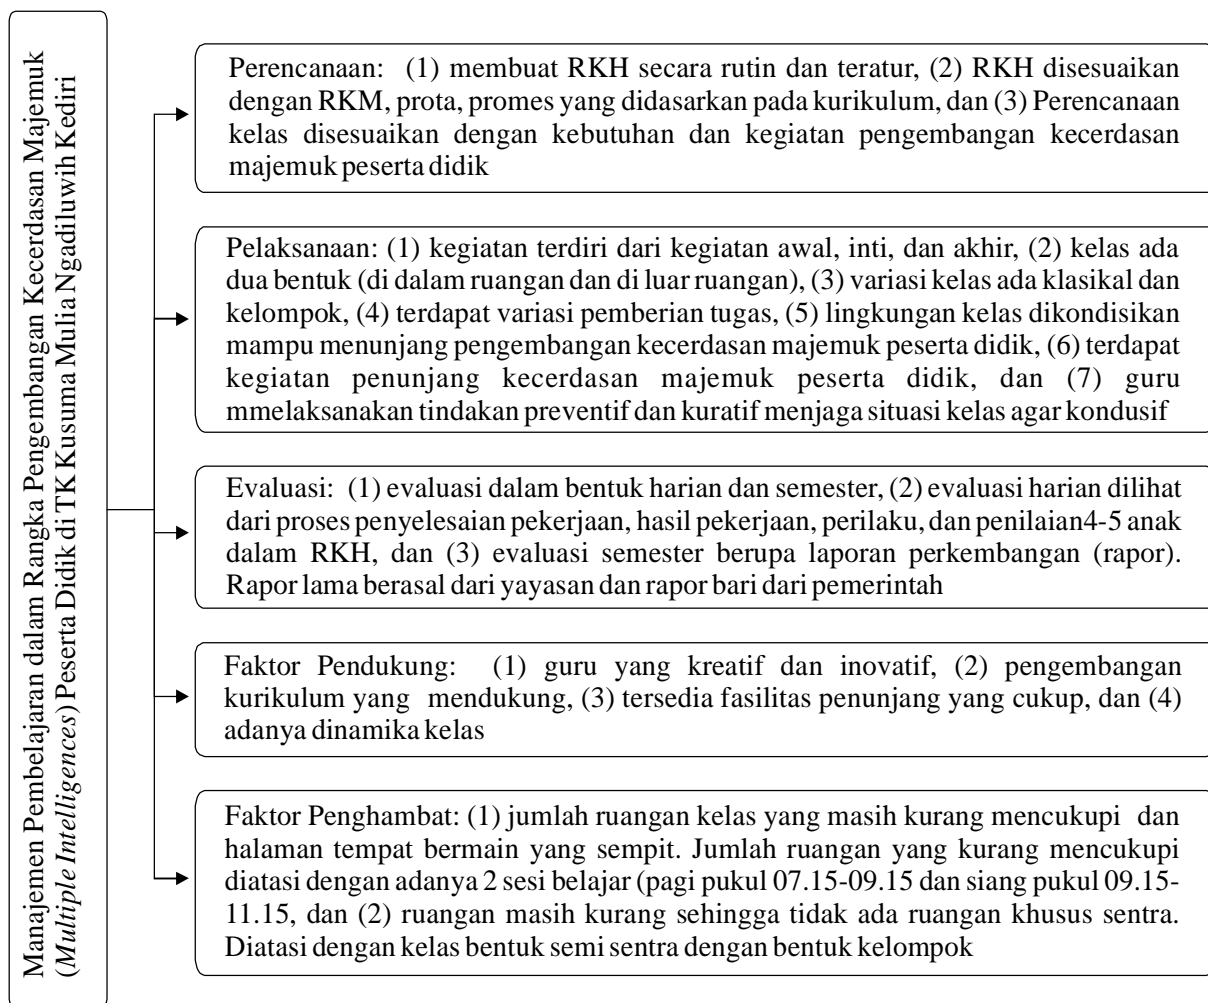 Manajemen Pembelajaran dalam Rangka Pengembangan Kecerdasan Majemuk
(Multiple Intelligences) Peserta Didik di TK Kusuma Mulia Ngadiluwih Kediri
Perencanaan: (1) membuat RKH secara rutin dan teratur, (2) RKH disesuaikan
dengan RKM, prota, promes yang didasarkan pada kurikulum, dan (3) Perencanaan
kelas disesuaikan dengan kebutuhan dan kegiatan pengembangan kecerdasan
majemuk peserta didik
Pelaksanaan: (1) kegiatan terdiri dari kegiatan awal, inti, dan akhir, (2) kelas ada
dua bentuk (di dalam ruangan dan di luar ruangan), (3) variasi kelas ada klasikal dan
kelompok, (4) terdapat variasi pemberian tugas, (5) lingkungan kelas dikondisikan
mampu menunjang pengembangan kecerdasan majemuk peserta didik, (6) terdapat
kegiatan penunjang kecerdasan majemuk peserta didik, dan (7) guru
mmelaksanakan tindakan preventif dan kuratif menjaga situasi kelas agar kondusif
Evaluasi: (1) evaluasi dalam bentuk harian dan semester, (2) evaluasi harian dilihat
dari proses penyelesaian pekerjaan, hasil pekerjaan, perilaku, dan penilaian 4-5 anak
dalam RKH, dan (3) evaluasi semester berupa laporan perkembangan (rapor).
Rapor lama berasal dari yayasan dan rapor bari dari pemerintah
Faktor Pendukung: (1) guru yang kreatif dan inovatif, (2) pengembangan
kurikulum yang mendukung, (3) tersedia fasilitas penunjang yang cukup, dan (4)
adanya dinamika kelas
Faktor Penghambat: (1) jumlah ruangan kelas yang masih kurang mencukupi dan
halaman tempat bermain yang sempit. Jumlah ruangan yang kurang mencukupi
diatasi dengan adanya 2 sesi belajar (pagi pukul 07.15-09.15 dan siang pukul 09.15-
11.15, dan (2) ruangan masih kurang sehingga tidak ada ruangan khusus sentra.
Diatasi dengan kelas bentuk semi sentra dengan bentuk kelompok